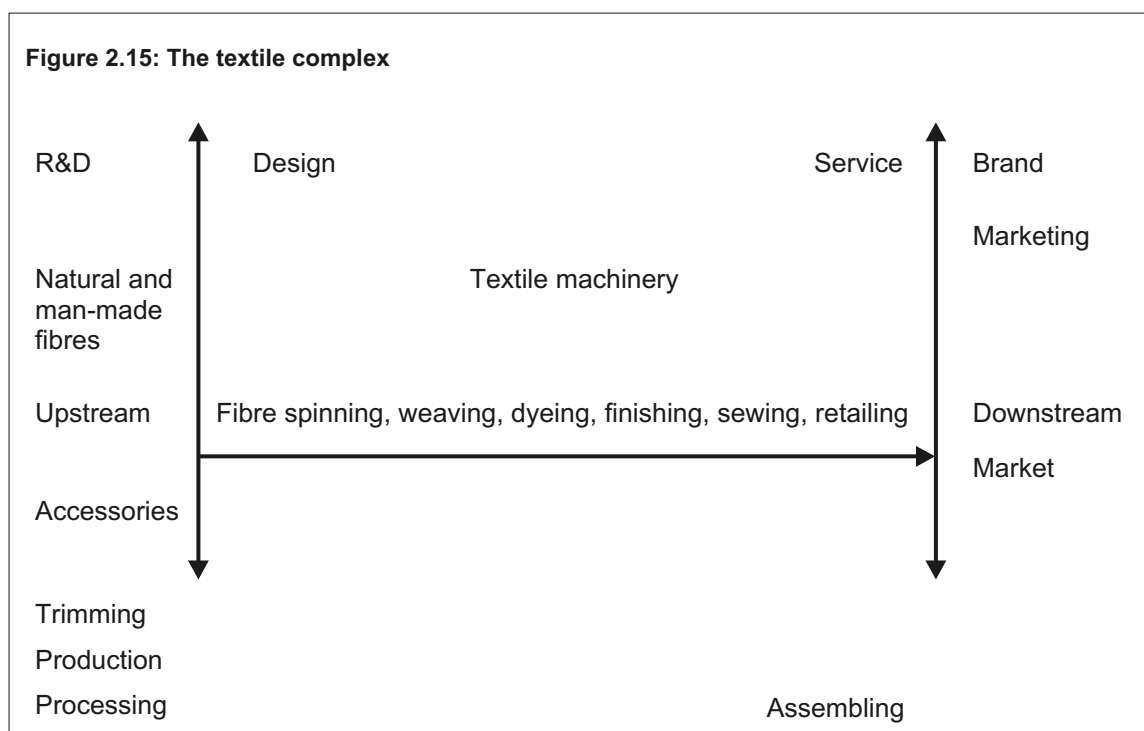 Figure 2.15: The textile complex
R&D Design Service Brand
Marketing
Natural and
man-made
fibres
Textile machinery
Upstream Fibre spinning, weaving, dyeing, finishing, sewing, retailing Downstream
Market
Accessories
Trimming
Production
Processing Assembling